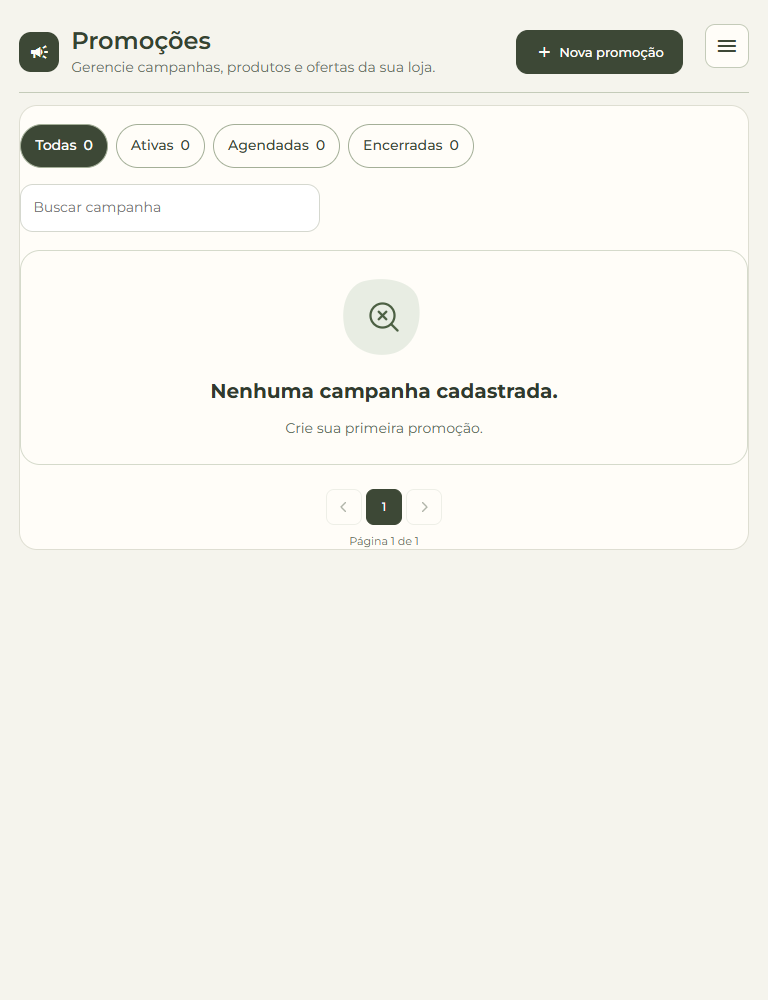 Promoções
Gerencie campanhas, produtos e ofertas da sua loja.
+ Nova promoção
Todas 0
Ativas 0
Agendadas 0
Encerradas 0
Buscar campanha
Nenhuma campanha cadastrada.
Crie sua primeira promoção.
1
Página 1 de 1